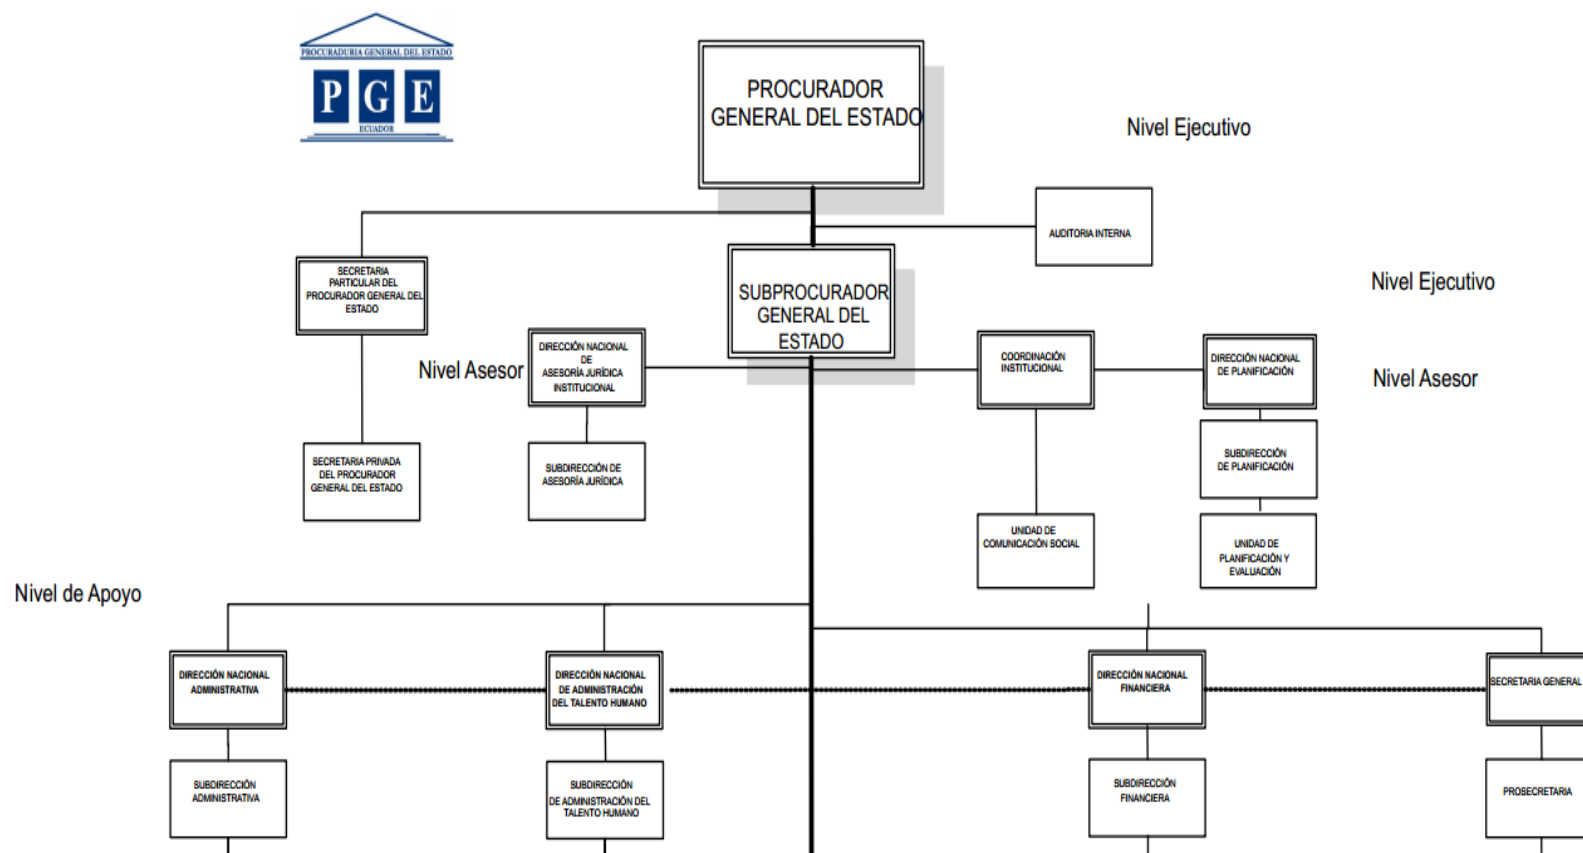 PROCURADURIA GENERAL DEL ESTADO
P G E
ECUADOR
PROCURADOR
GENERAL DEL ESTADO
Nivel Ejecutivo
AUDITORIA INTERNA
SECRETARIA
PARTICULAR DEL
PROCURADOR GENERAL DEL
ESTADO
SUBPROCURADOR
GENERAL DEL
ESTADO
Nivel Ejecutivo
Nivel Asesor
DIRECCIÓN NACIONAL
DE
ASESORÍA JURÍDICA
INSTITUCIONAL
COORDINACIÓN
INSTITUCIONAL
DIRECCIÓN NACIONAL
DE PLANIFICACIÓN
Nivel Asesor
SECRETARIA PRIVADA
DEL PROCURADOR
GENERAL DEL ESTADO
SUBDIRECCIÓN DE
ASESORÍA JURÍDICA
SUBDIRECCIÓN
DE PLANIFICACIÓN
UNIDAD DE
COMUNICACIÓN SOCIAL
UNIDAD DE
PLANIFICACIÓN Y
EVALUACIÓN
Nivel de Apoyo
DIRECCIÓN NACIONAL
ADMINISTRATIVA
DIRECCIÓN NACIONAL
DE ADMINISTRACIÓN
DEL TALENTO HUMANO
DIRECCIÓN NACIONAL
FINANCIERA
SECRETARIA GENERAL
SUBDIRECCIÓN
ADMINISTRATIVA
SUBDIRECCIÓN
DE ADMINISTRACIÓN DEL
TALENTO HUMANO
SUBDIRECCIÓN
FINANCIERA
PROSECRETARIA